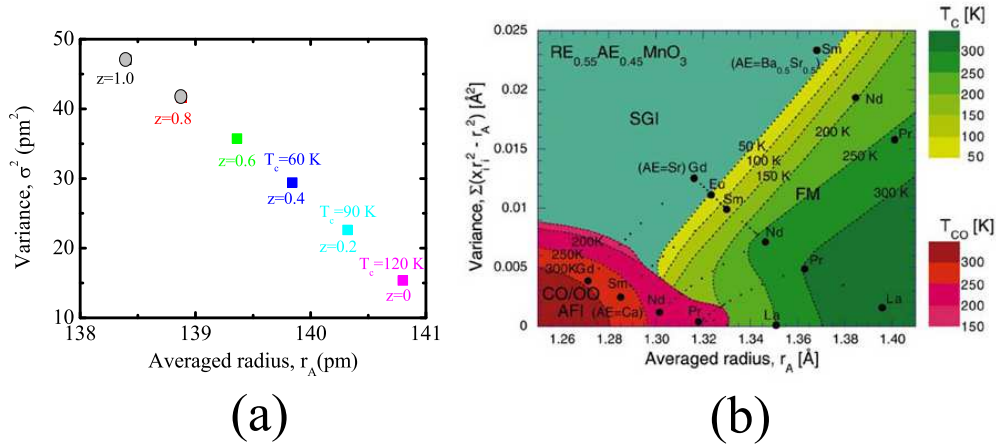 50
40
30
20
10
138
139
140
141
Variance, σ² (pm²)
Averaged radius, r_A(pm)
z=1.0
z=0.8
z=0.6
T_c=60 K
z=0.4
T_c=90 K
z=0.2
T_c=120 K
z=0
(a)
0.025
0.02
0.015
0.01
0.005
0
1.26
1.28
1.30
1.32
1.34
1.36
1.38
1.40
Variance, Σ(x_i r_i² - r_A²) [Å²]
Averaged radius, r_A [Å]
RE₀.₅₅AE₀.₄₅MnO₃
Sm
(AE=Ba₀.₅Sr₀.₅)
SGI
Nd
Pr
50 K
100 K
150 K
200 K
250 K
300 K
(AE=Sr) Gd
Eu
Sm
FM
Nd
Pr
La
200K
250K
300K
Gd
Sm
CO/OO
AFI
(AE=Ca)
Nd
Pr
La
T_C [K]
300
250
200
150
100
50
T_CO [K]
300
250
200
150
(b)